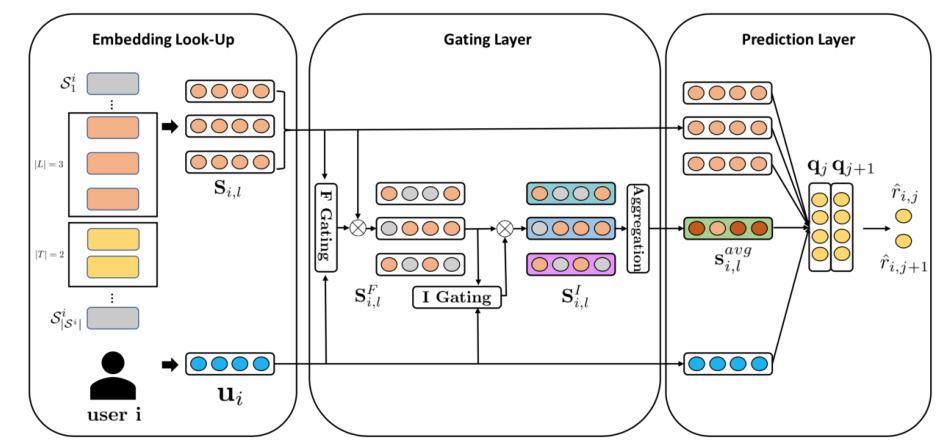 Embedding Look-Up
Gating Layer
Prediction Layer
$\mathcal{S}_1^i$
|L| = 3
|T| = 2
$\mathcal{S}_{|\mathcal{S}^i|}^i$
user i
$\mathbf{S}_{i,l}$
$\mathbf{u}_i$
F Gating
$\mathbf{S}_{i,l}^F$
I Gating
$\mathbf{S}_{i,l}^I$
Aggregation
$\mathbf{s}_{i,l}^{avg}$
$\mathbf{q}_j$ $\mathbf{q}_{j+1}$
$\hat{r}_{i,j}$
$\hat{r}_{i,j+1}$